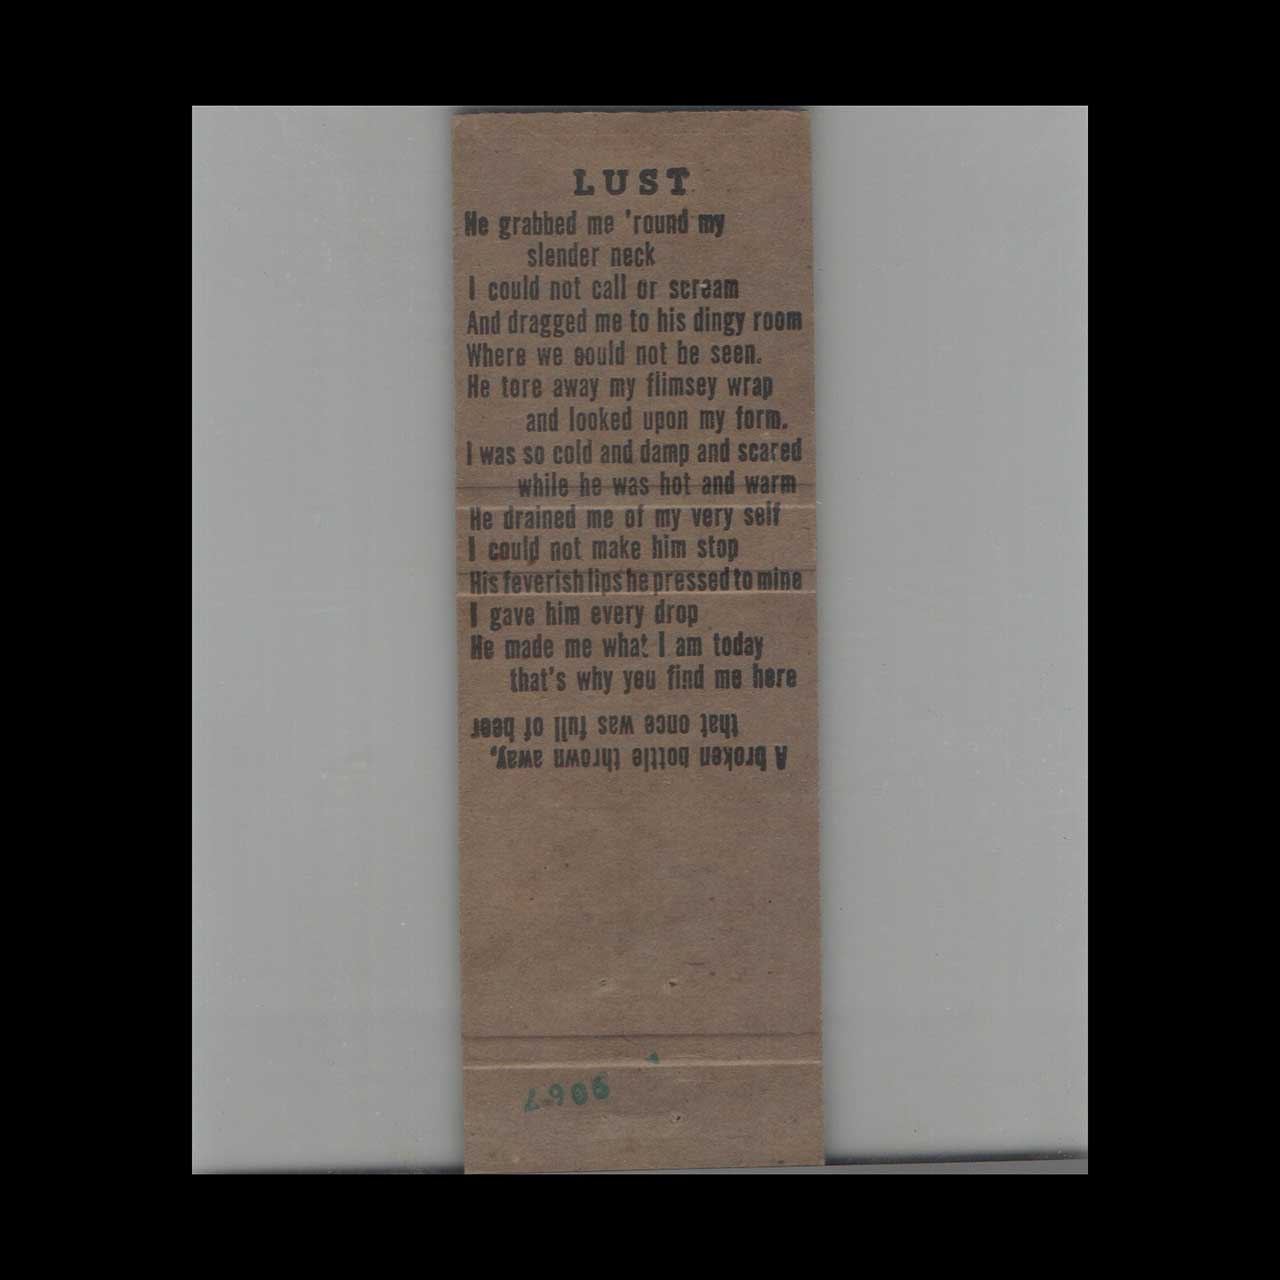 LUST
He grabbed me 'round my
slender neck
I could not call or scream
And dragged me to his dingy room
Where we could not be seen.
He tore away my flimsey wrap
and looked upon my form.
I was so cold and damp and scared
while he was hot and warm
He drained me of my very self
I could not make him stop
His feverish lips he pressed to mine
I gave him every drop
He made me what I am today
that's why you find me here
A broken bottle thrown away,
that once was full of beer
9067